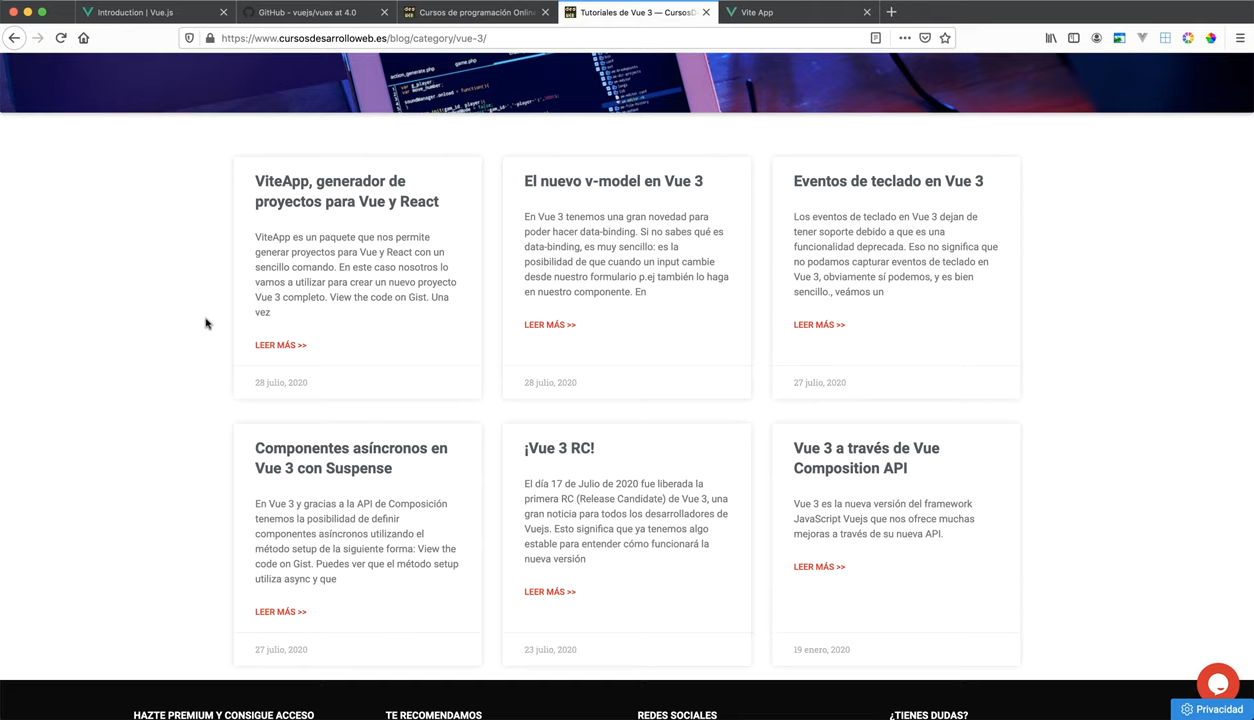 Introduction | Vue.js
GitHub - vuejs/vuex at 4.0
Cursos de programación Online
Tutoriales de Vue 3 — CursosD
Vite App
https://www.cursosdesarrolloweb.es/blog/category/vue-3/
action_generate.php
game.php
ViteApp, generador de
proyectos para Vue y React
ViteApp es un paquete que nos permite
generar proyectos para Vue y React con un
sencillo comando. En este caso nosotros lo
vamos a utilizar para crear un nuevo proyecto
Vue 3 completo. View the code on Gist. Una
vez
LEER MÁS >>
28 julio, 2020
El nuevo v-model en Vue 3
En Vue 3 tenemos una gran novedad para
poder hacer data-binding. Si no sabes qué es
data-binding, es muy sencillo: es la
posibilidad de que cuando un input cambie
desde nuestro formulario p.ej también lo haga
en nuestro componente. En
LEER MÁS >>
28 julio, 2020
Eventos de teclado en Vue 3
Los eventos de teclado en Vue 3 dejan de
tener soporte debido a que es una
funcionalidad deprecada. Eso no significa que
no podamos capturar eventos de teclado en
Vue 3, obviamente sí podemos, y es bien
sencillo., veámos un
LEER MÁS >>
27 julio, 2020
Componentes asíncronos en
Vue 3 con Suspense
En Vue 3 y gracias a la API de Composición
tenemos la posibilidad de definir
componentes asíncronos utilizando el
método setup de la siguiente forma: View the
code on Gist. Puedes ver que el método setup
utiliza async y que
LEER MÁS >>
27 julio, 2020
¡Vue 3 RC!
El día 17 de Julio de 2020 fue liberada la
primera RC (Release Candidate) de Vue 3, una
gran noticia para todos los desarrolladores de
Vuejs. Esto significa que ya tenemos algo
estable para entender cómo funcionará la
nueva versión
LEER MÁS >>
23 julio, 2020
Vue 3 a través de Vue
Composition API
Vue 3 es la nueva versión del framework
JavaScript Vuejs que nos ofrece muchas
mejoras a través de su nueva API.
LEER MÁS >>
19 enero, 2020
HAZTE PREMIUM Y CONSIGUE ACCESO
TE RECOMENDAMOS
REDES SOCIALES
¿TIENES DUDAS?
Privacidad